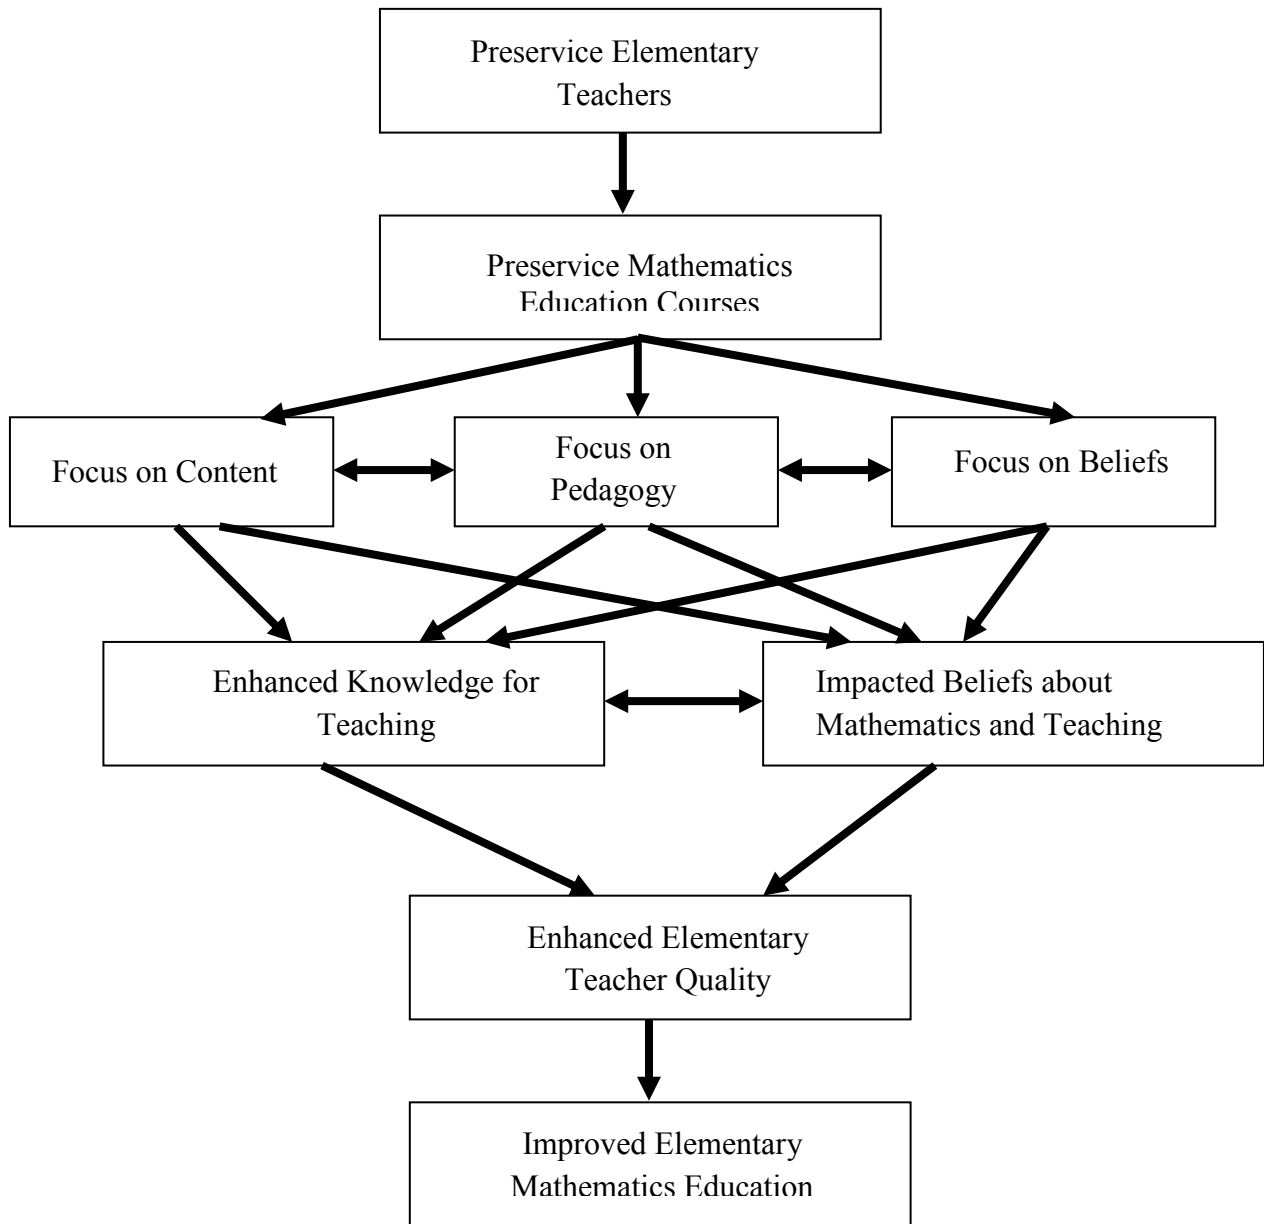 Preservice Elementary
Teachers
Preservice Mathematics
Education Courses
Focus on Content
Focus on
Pedagogy
Focus on Beliefs
Enhanced Knowledge for
Teaching
Impacted Beliefs about
Mathematics and Teaching
Enhanced Elementary
Teacher Quality
Improved Elementary
Mathematics Education